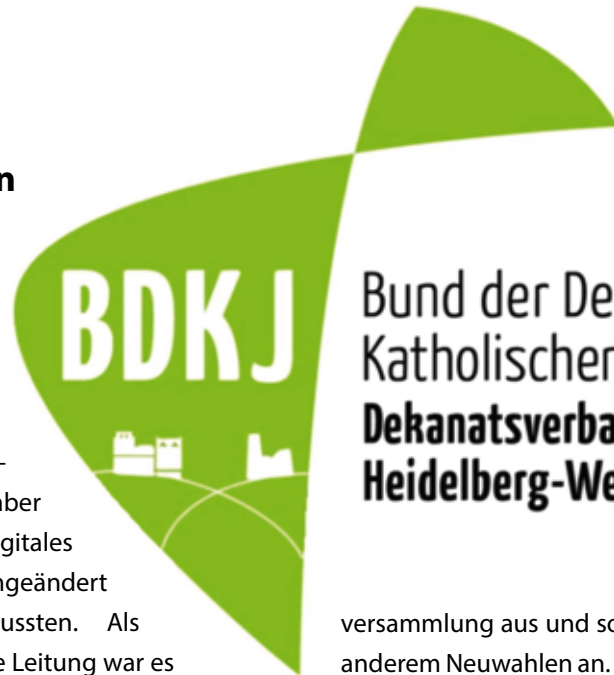 n
BDKJ
Bund der De
Katholischen
Dekanatsverba
Heidelberg-We
-
aber
gitales
ngeändert
ussten. Als
e Leitung war es
versammlung aus und so
anderem Neuwahlen an.